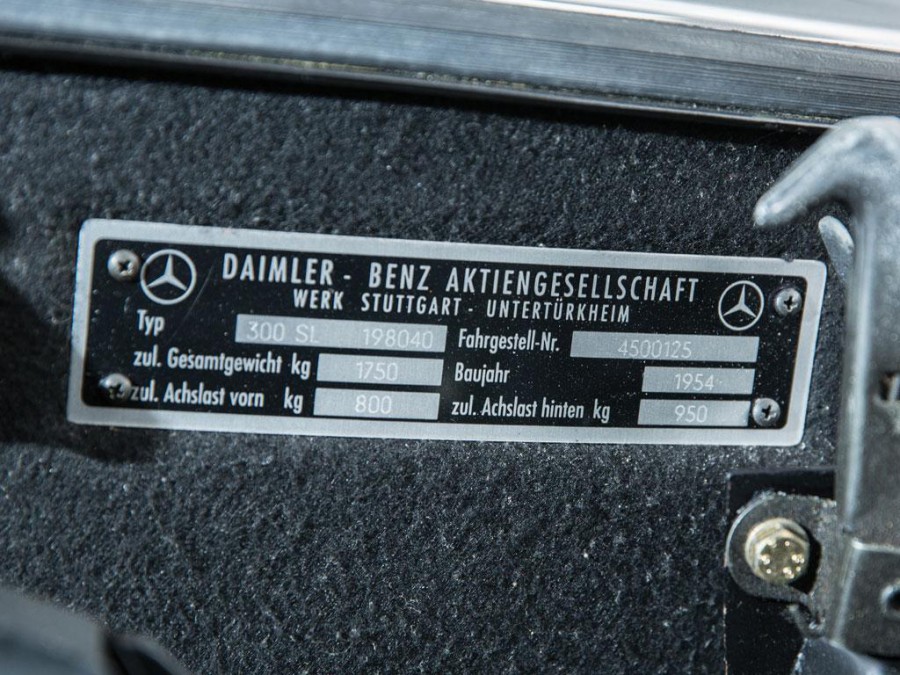 DAIMLER - BENZ AKTIENGESELLSCHAFT
WERK STUTTGART - UNTERTÜRKHEIM
Typ 300 SL 198040 Fahrgestell-Nr. 4500125
zul. Gesamtgewicht kg 1750 Baujahr 1954
zul. Achslast vorn kg 800 zul. Achslast hinten kg 950